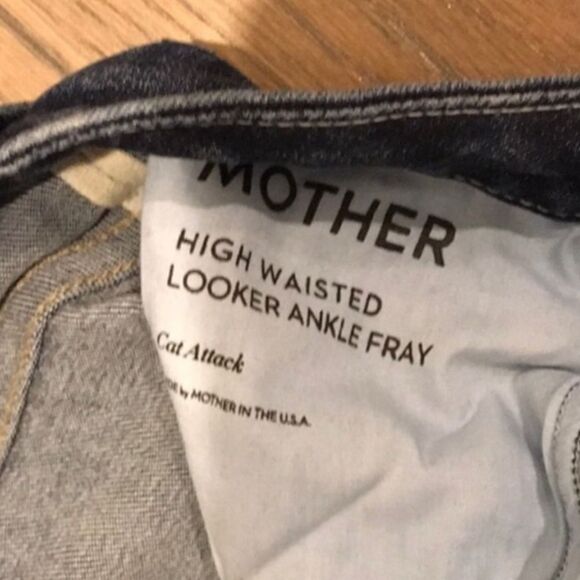 MOTHER
HIGH WAISTED
LOOKER ANKLE FRAY
Cat Attack
by MOTHER IN THE U.S.A.